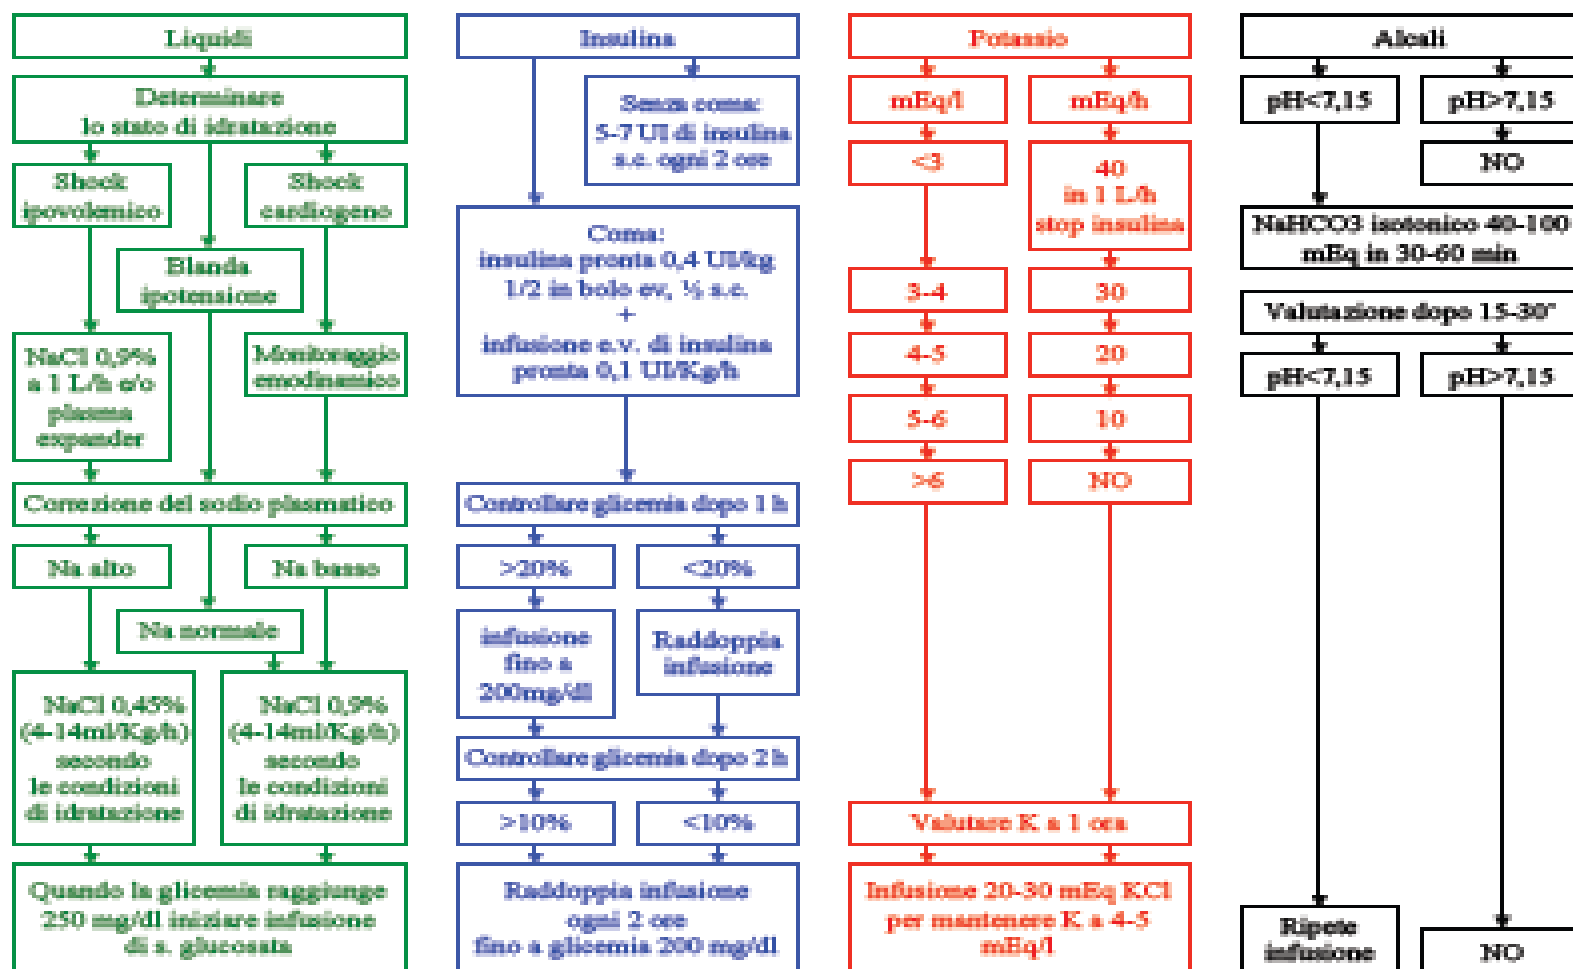 Liquidi
Determinare
lo stato di idratazione
Shock
ipovolemico
Shock
cardiogeno
Blanda
ipotensione
NaCl 0,9%
a 1 L/h e/o
plasma
expander
Monitoraggio
emodinamico
Correzione del sodio plasmatico
Na alto
Na basso
Na normale
NaCl 0,45%
(4-14ml/Kg/h)
secondo
le condizioni
di idratazione
NaCl 0,9%
(4-14ml/Kg/h)
secondo
le condizioni
di idratazione
Quando la glicemia raggiunge
250 mg/dl iniziare infusione
di s. glucosata
Insulina
Senza coma:
5-7 UI di insulina
s.c. ogni 2 ore
Coma:
insulina pronta 0,4 UI/kg
1/2 in bolo ev, ½ s.c.
+
infusione e.v. di insulina
pronta 0,1 UI/Kg/h
Controllare glicemia dopo 1 h
>20%
<20%
infusione
fino a
200mg/dl
Raddoppia
infusione
Controllare glicemia dopo 2 h
>10%
<10%
Raddoppia infusione
ogni 2 ore
fino a glicemia 200 mg/dl
Potassio
mEq/l
mEq/h
<3
40
in 1 L/h
stop insulina
3-4
30
4-5
20
5-6
10
>6
NO
Valutare K a 1 ora
Infusione 20-30 mEq KCl
per mantenere K a 4-5
mEq/l
Alcali
pH<7,15
pH>7,15
NO
NaHCO3 isotonico 40-100
mEq in 30-60 min
Valutazione dopo 15-30"
pH<7,15
pH>7,15
Ripete
infusione
NO